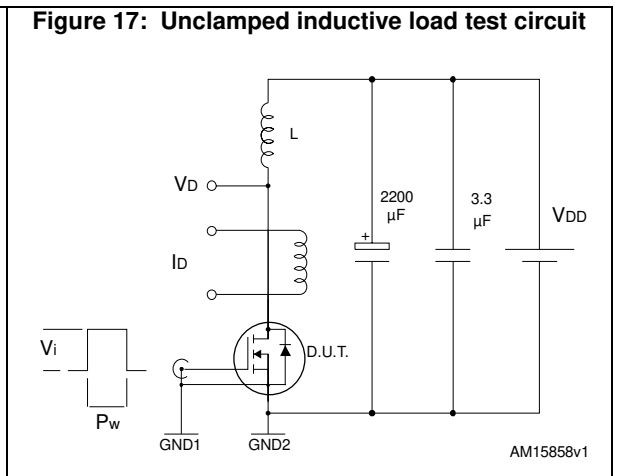 Figure 17: Unclamped inductive load test circuit
L
VD
2200
µF
3.3
µF
VDD
+
ID
Vi
D.U.T.
Pw
GND1
GND2
AM15858v1